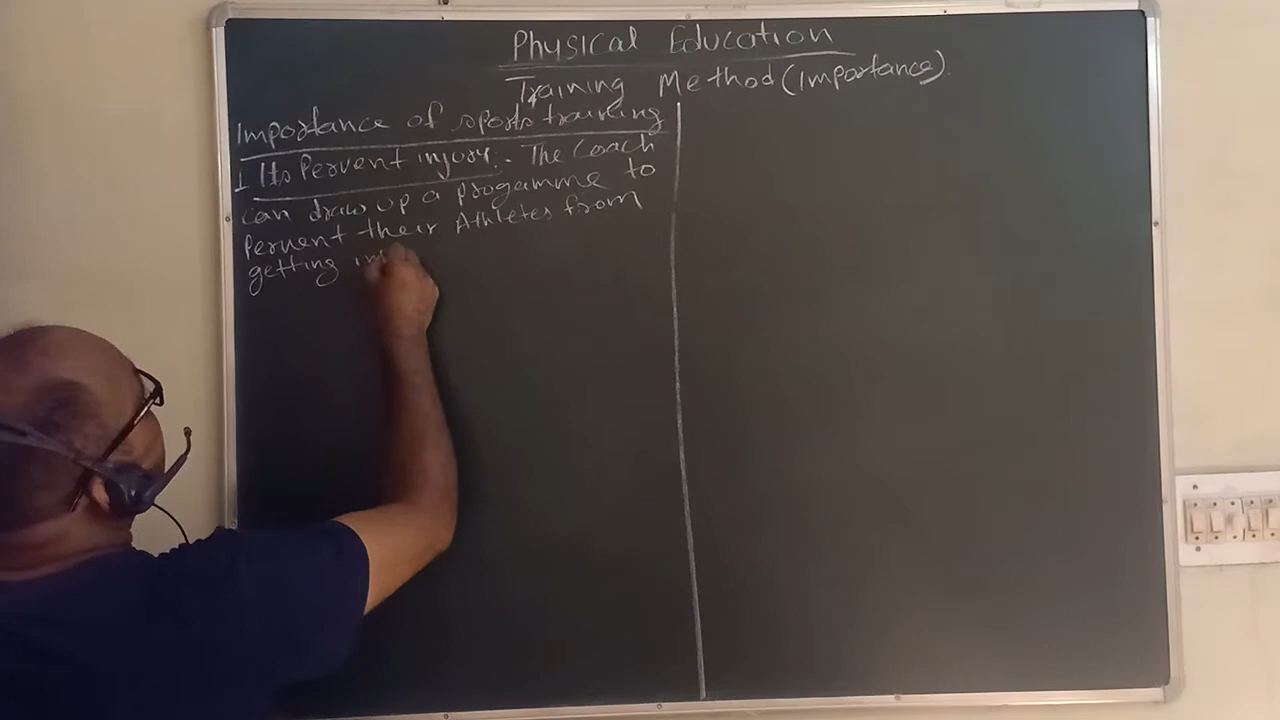 Physical Education
Training Method (Importance)
Importance of sports training
1 Its Pervent injury :- The Coach
can draw up a progamme to
Pervent their Athletes from
getting in